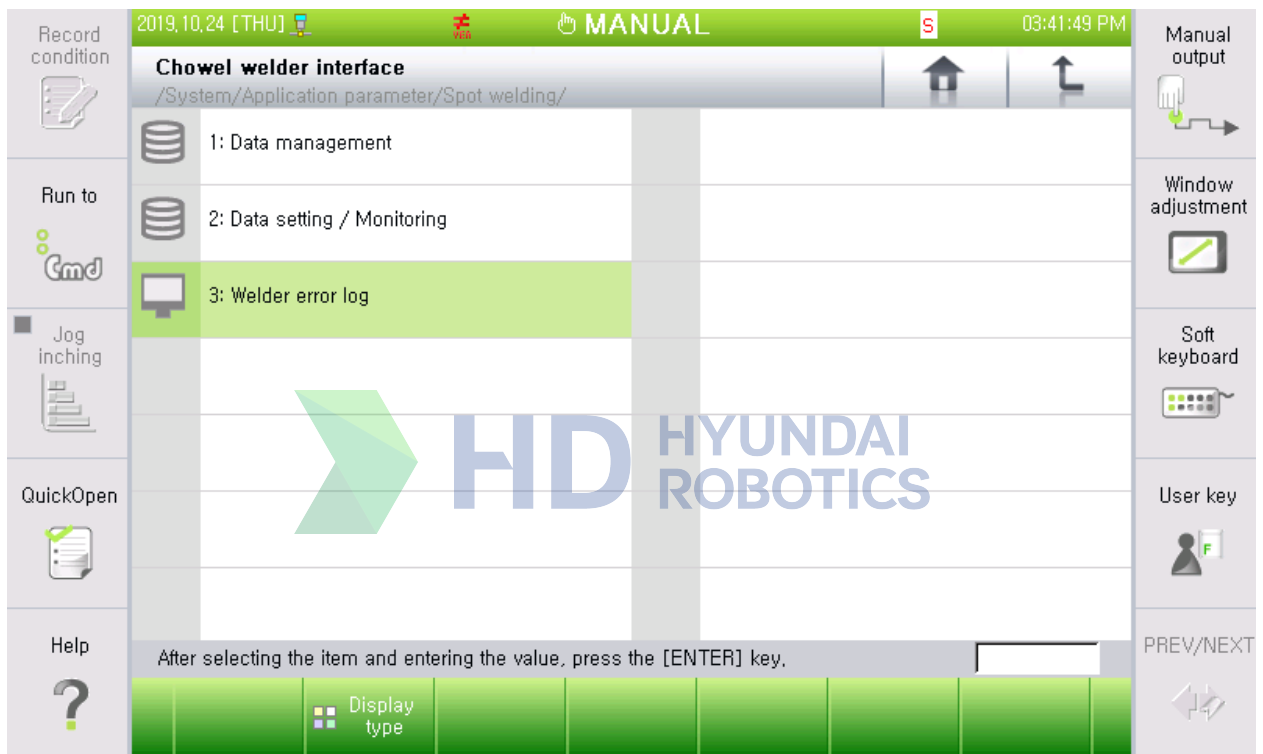 Record
condition
2019,10,24 [THU]
VER
MANUAL
S
03:41:49 PM
Manual
output
Chowel welder interface
/System/Application parameter/Spot welding/
1: Data management
2: Data setting / Monitoring
3: Welder error log
Run to
Cmd
Jog
inching
QuickOpen
Help
Window
adjustment
Soft
keyboard
User key
F
PREV/NEXT
HD HYUNDAI
ROBOTICS
After selecting the item and entering the value, press the [ENTER] key,
Display
type